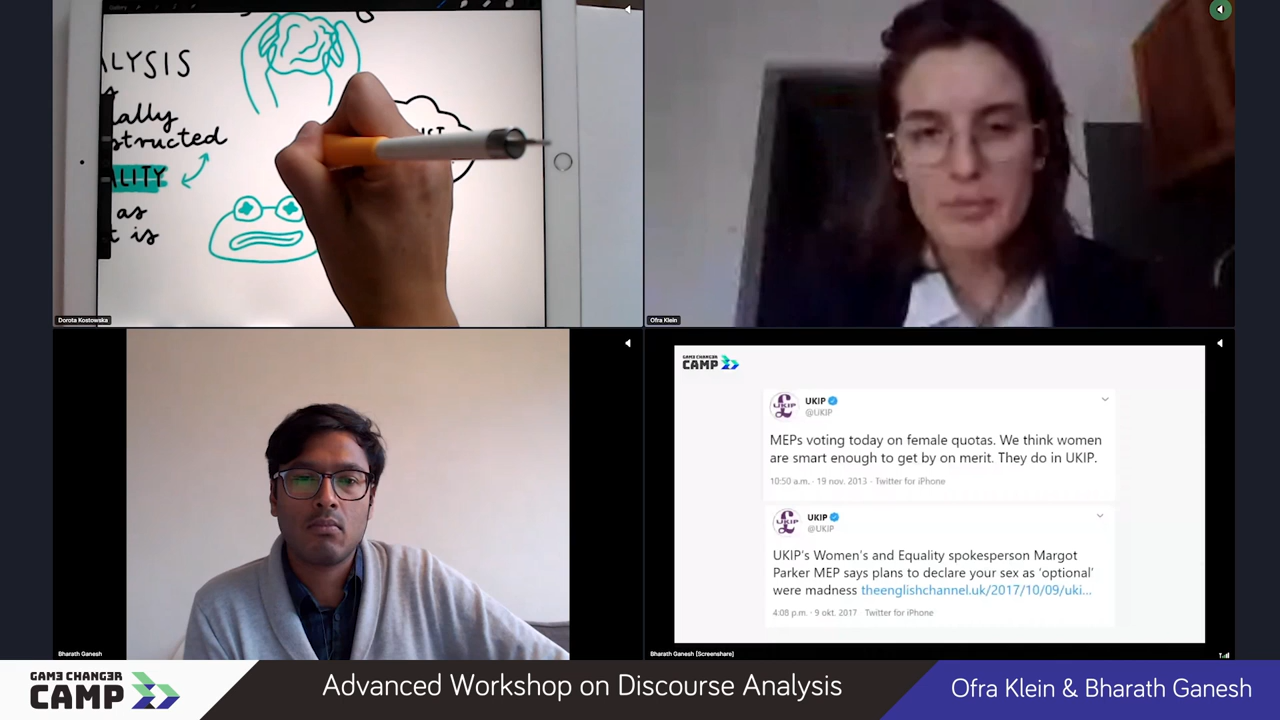 ALYSIS
ally
structed
ALITY
as
is
Dorota Kostowska
Ofra Klein
GAME CHANGER
CAMP
UKIP
@UKIP
MEPs voting today on female quotas. We think women
are smart enough to get by on merit. They do in UKIP.
10:50 a.m. · 19 nov. 2013 · Twitter for iPhone
UKIP
@UKIP
UKIP's Women's and Equality spokesperson Margot
Parker MEP says plans to declare your sex as 'optional'
were madness theenglishchannel.uk/2017/10/09/uki...
4:08 p.m. · 9 okt. 2017 · Twitter for iPhone
Bharath Ganesh
Bharath Ganesh [Screenshare]
GAME CHANGER
CAMP
Advanced Workshop on Discourse Analysis
Ofra Klein & Bharath Ganesh